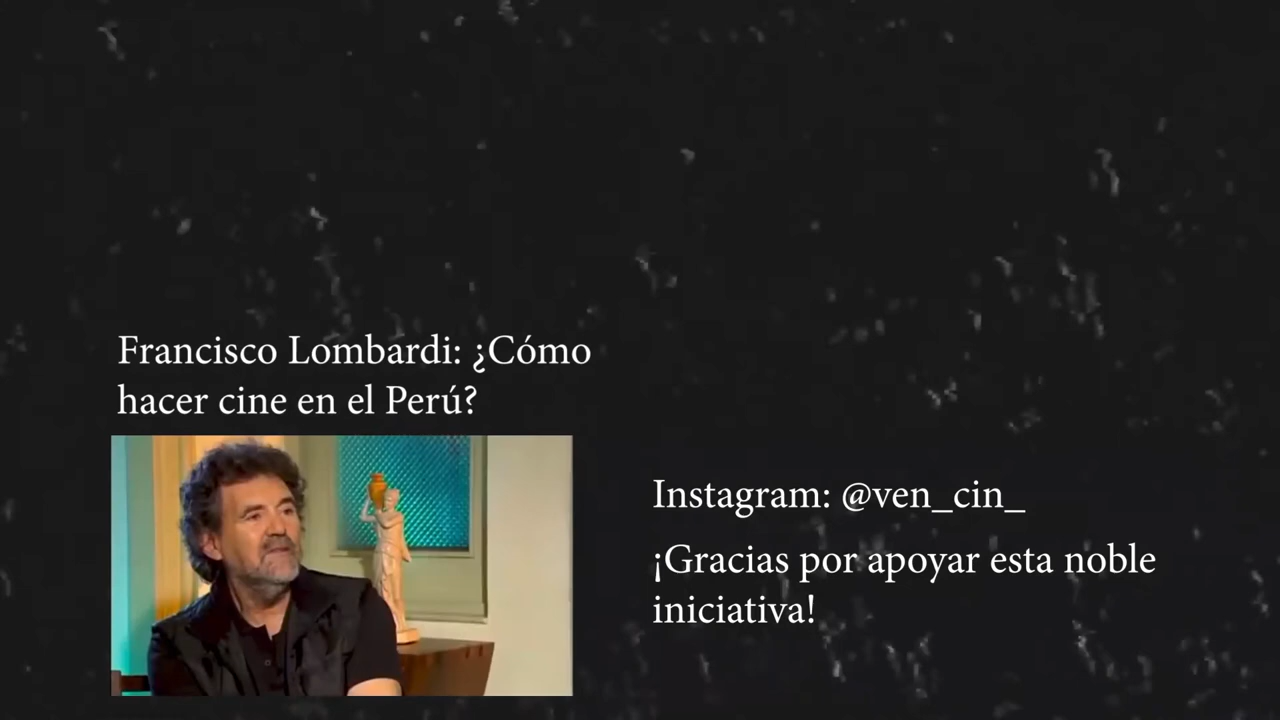 Francisco Lombardi: ¿Cómo
hacer cine en el Perú?
Instagram: @ven_cin_
¡Gracias por apoyar esta noble
iniciativa!